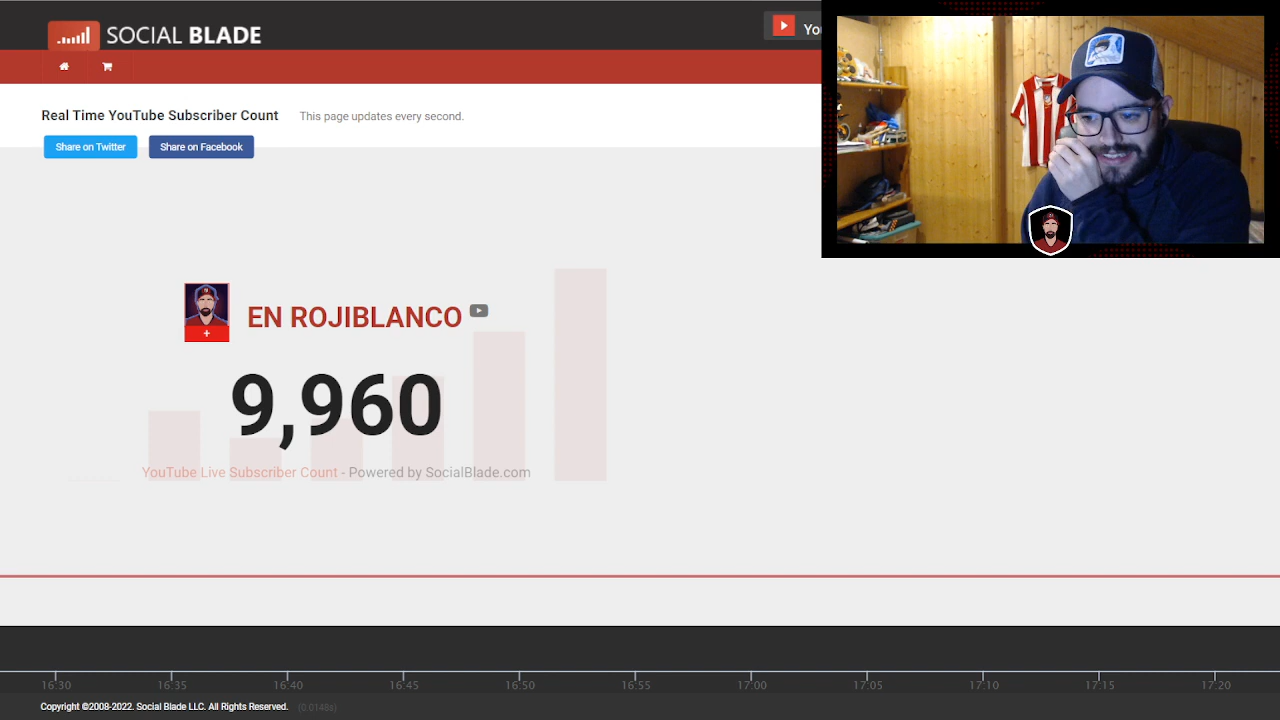 SOCIAL BLADE
Yo
Real Time YouTube Subscriber Count
This page updates every second.
Share on Twitter
Share on Facebook
EN ROJIBLANCO
+
9,960
YouTube Live Subscriber Count - Powered by SocialBlade.com
16:30 16:35 16:40 16:45 16:50 16:55 17:00 17:05 17:10 17:15 17:20
Copyright ©2008-2022. Social Blade LLC. All Rights Reserved. (0.0148s)